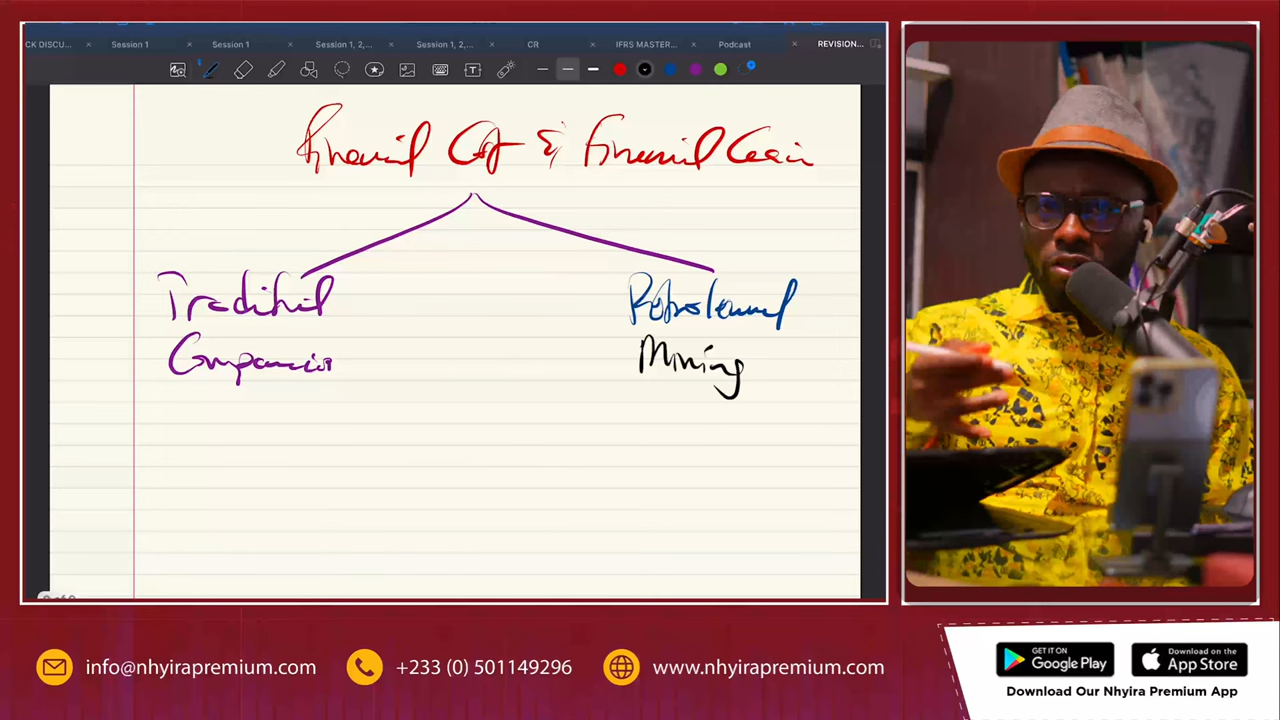 CK DISCU...
Session 1
Session 1
Session 1, 2,...
Session 1, 2,...
CR
IFRS MASTER...
Podcast
REVISION...
Financial Cost & Financial Gain
Traditional
Companies
Petroleum
Mining
info@nhyirapremium.com
+233 (0) 501149296
www.nhyirapremium.com
GET IT ON
Google Play
Download on the
App Store
Download Our Nhyira Premium App